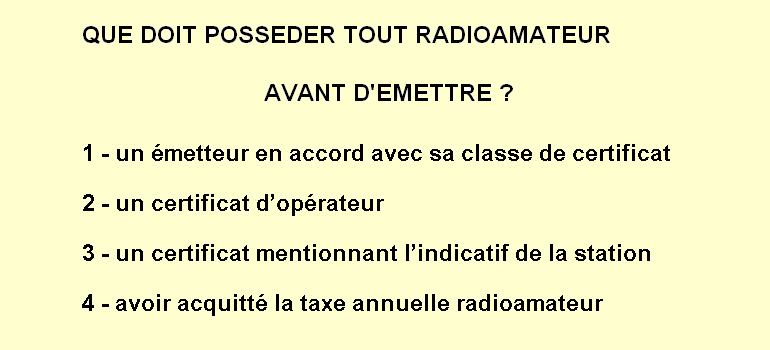 QUE DOIT POSSEDER TOUT RADIOAMATEUR
AVANT D'EMETTRE ?
1 - un émetteur en accord avec sa classe de certificat
2 - un certificat d’opérateur
3 - un certificat mentionnant l’indicatif de la station
4 - avoir acquitté la taxe annuelle radioamateur